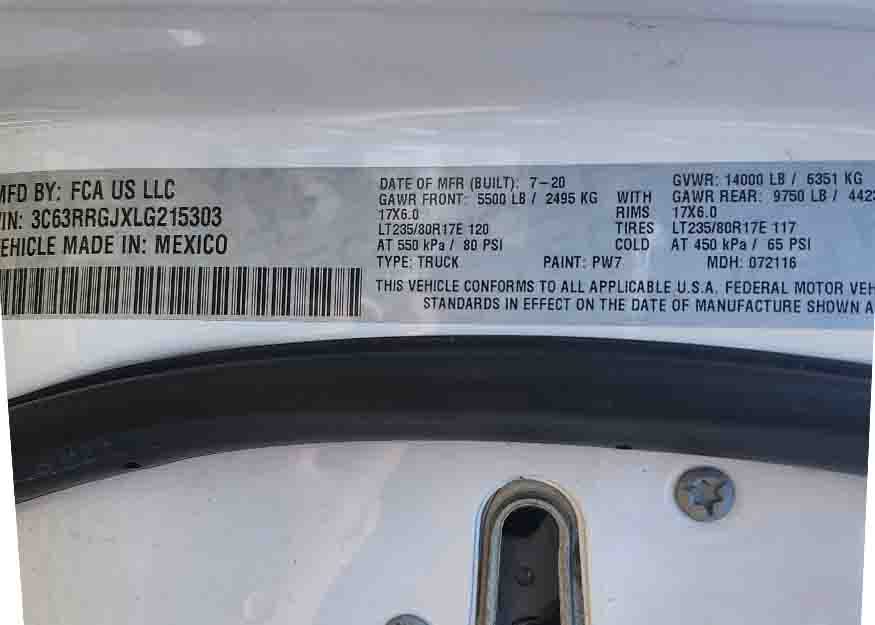 MFD BY: FCA US LLC
VIN: 3C63RRGJXLG215303
VEHICLE MADE IN: MEXICO
DATE OF MFR (BUILT): 7-20
GVWR: 14000 LB / 6351 KG
GAWR FRONT: 5500 LB / 2495 KG WITH GAWR REAR: 9750 LB / 442
17X6.0 RIMS 17X6.0
LT235/80R17E 120 TIRES LT235/80R17E 117
AT 550 kPa / 80 PSI COLD AT 450 kPa / 65 PSI
TYPE: TRUCK PAINT: PW7 MDH: 072116
THIS VEHICLE CONFORMS TO ALL APPLICABLE U.S.A. FEDERAL MOTOR VEH
STANDARDS IN EFFECT ON THE DATE OF MANUFACTURE SHOWN A